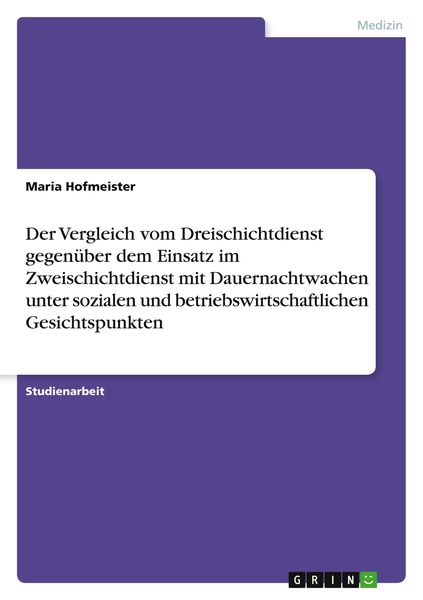 Medizin
Maria Hofmeister
Der Vergleich vom Dreischichtdienst
gegenüber dem Einsatz im
Zweischichtdienst mit Dauernachtwachen
unter sozialen und betriebswirtschaftlichen
Gesichtspunkten
Studienarbeit
GRIN